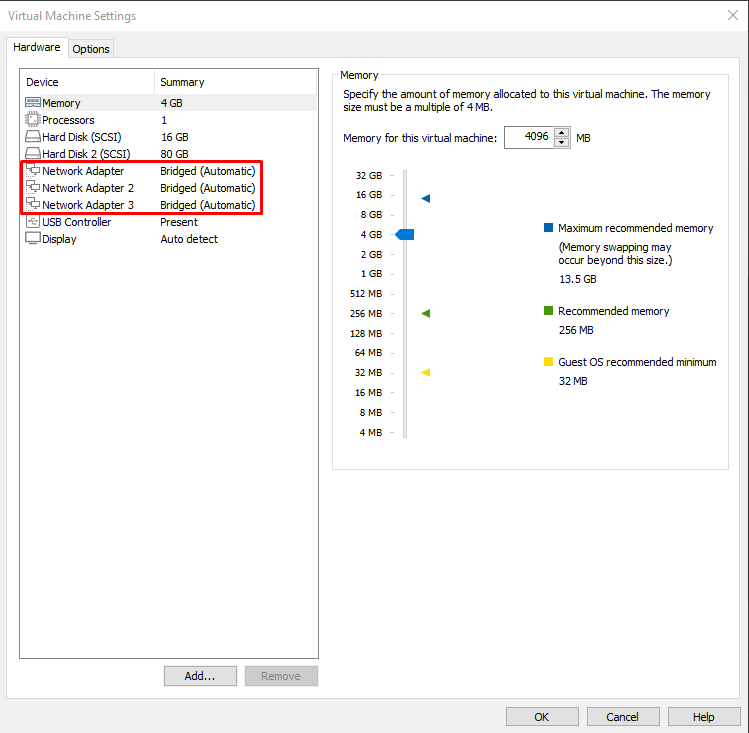 Virtual Machine Settings
Hardware
Options
Device Summary
Memory 4 GB
Processors 1
Hard Disk (SCSI) 16 GB
Hard Disk 2 (SCSI) 80 GB
Network Adapter Bridged (Automatic)
Network Adapter 2 Bridged (Automatic)
Network Adapter 3 Bridged (Automatic)
USB Controller Present
Display Auto detect
Add...
Remove
Memory
Specify the amount of memory allocated to this virtual machine. The memory
size must be a multiple of 4 MB.
Memory for this virtual machine: 4096 MB
32 GB
16 GB
8 GB
4 GB
2 GB
1 GB
512 MB
256 MB
128 MB
64 MB
32 MB
16 MB
8 MB
4 MB
Maximum recommended memory
(Memory swapping may
occur beyond this size.)
13.5 GB
Recommended memory
256 MB
Guest OS recommended minimum
32 MB
OK
Cancel
Help